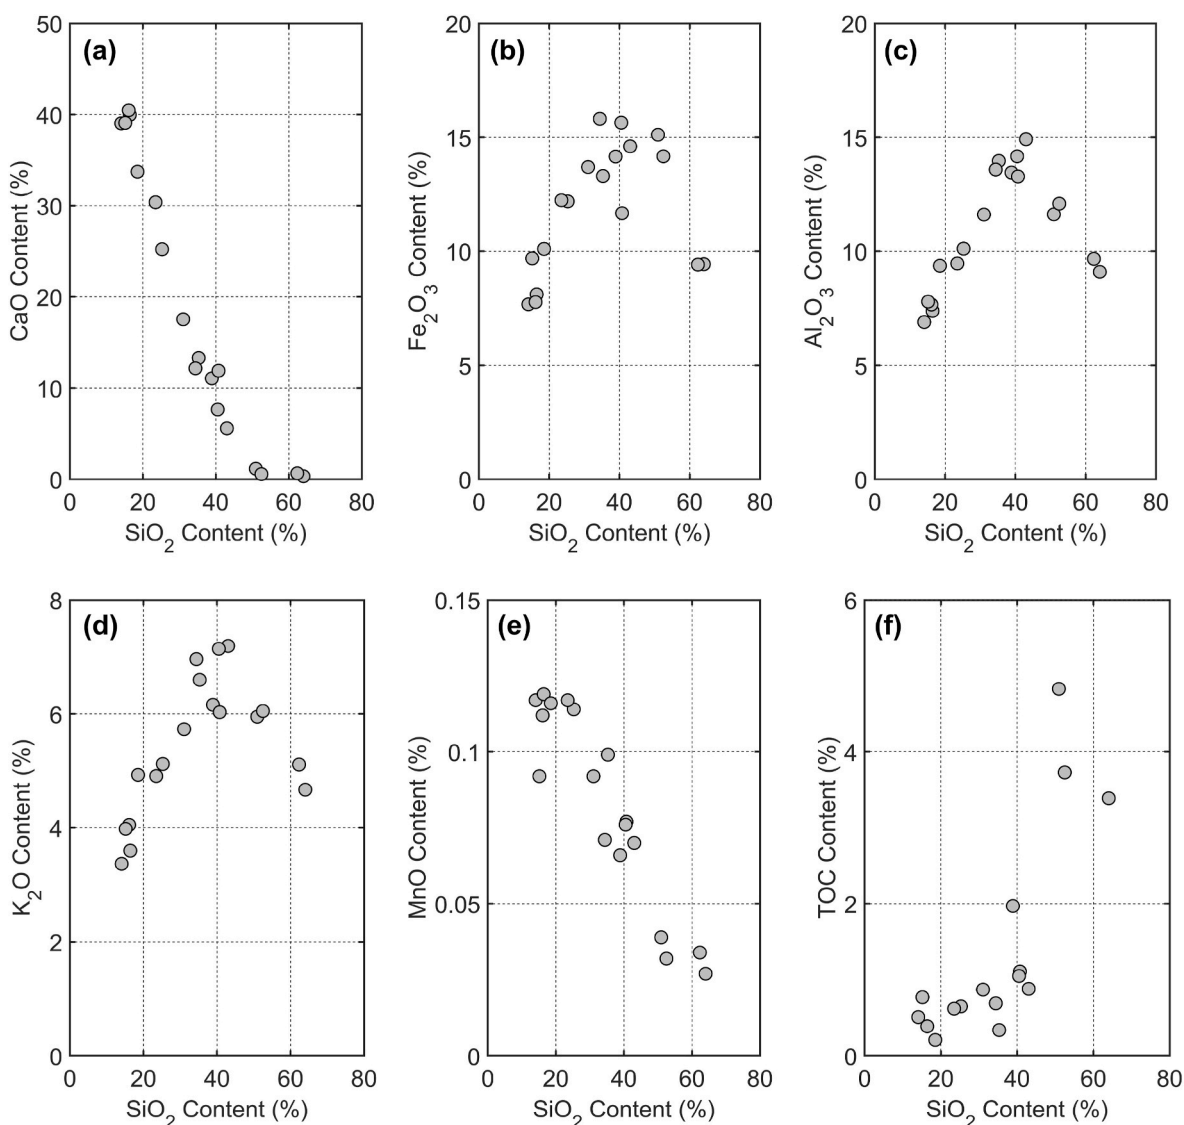 (a)
50
40
30
20
10
0
0 20 40 60 80
CaO Content (%)
SiO2 Content (%)
(b)
20
15
10
5
0
0 20 40 60 80
Fe2O3 Content (%)
SiO2 Content (%)
(c)
20
15
10
5
0
0 20 40 60 80
Al2O3 Content (%)
SiO2 Content (%)
(d)
8
6
4
2
0
0 20 40 60 80
K2O Content (%)
SiO2 Content (%)
(e)
0.15
0.1
0.05
0
0 20 40 60 80
MnO Content (%)
SiO2 Content (%)
(f)
6
4
2
0
0 20 40 60 80
TOC Content (%)
SiO2 Content (%)